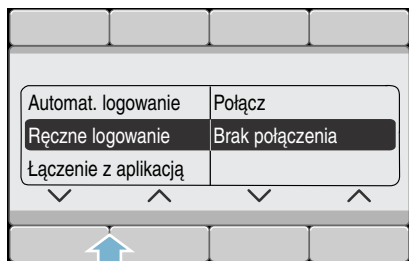 Automat. logowanie Połącz
Ręczne logowanie Brak połączenia
Łączenie z aplikacją